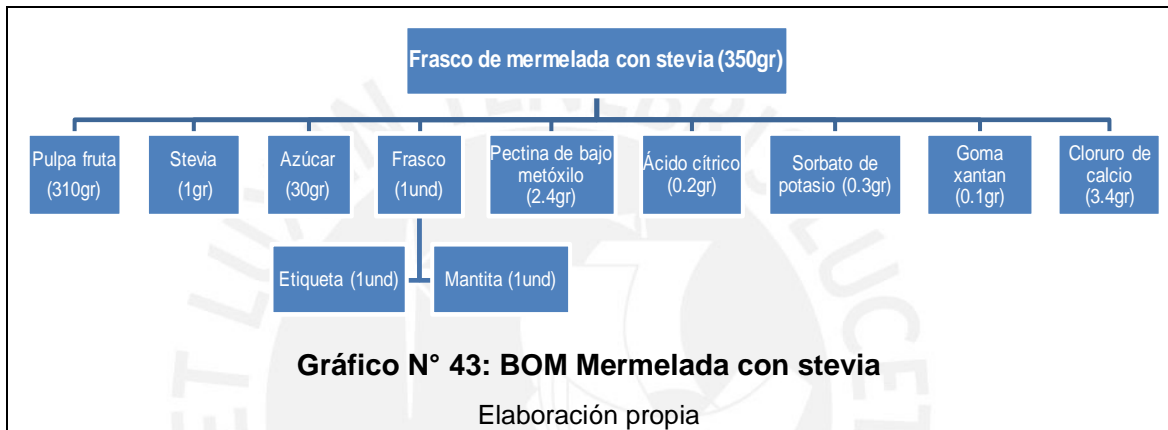 Frasco de mermelada con stevia (350gr)
Pulpa fruta
(310gr)
Stevia
(1gr)
Azúcar
(30gr)
Frasco
(1und)
Pectina de bajo
metóxilo
(2.4gr)
Ácido cítrico
(0.2gr)
Sorbato de
potasio (0.3gr)
Goma
xantan
(0.1gr)
Cloruro de
calcio
(3.4gr)
Etiqueta (1und)
Mantita (1und)
Gráfico N° 43: BOM Mermelada con stevia
Elaboración propia